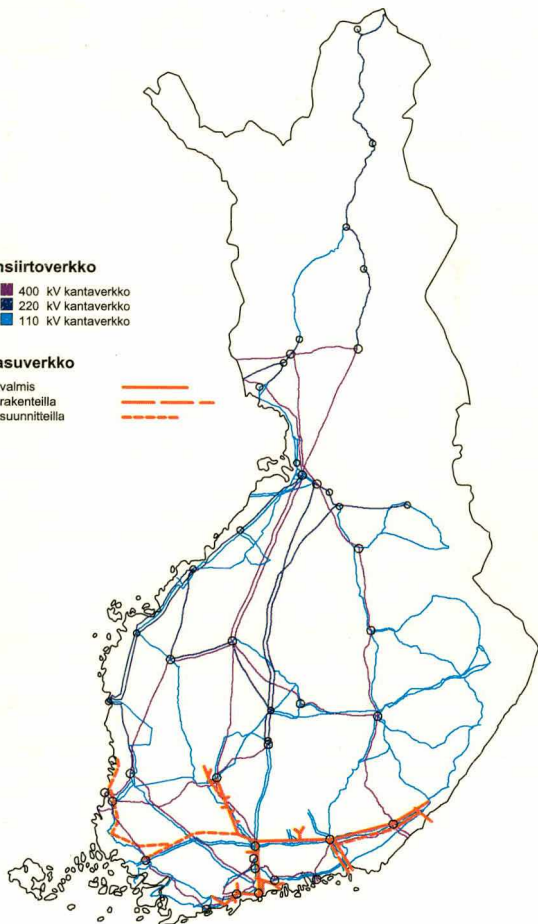 nsiirtoverkko
400 kV kantaverkko
220 kV kantaverkko
110 kV kantaverkko
asuverkko
valmis
rakenteilla
suunnitteilla